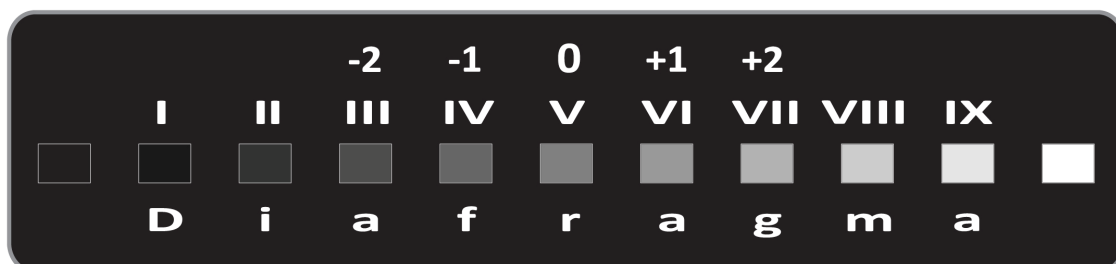 -2 -1 0 +1 +2
I II III IV V VI VII VIII IX
D i a f r a g m a